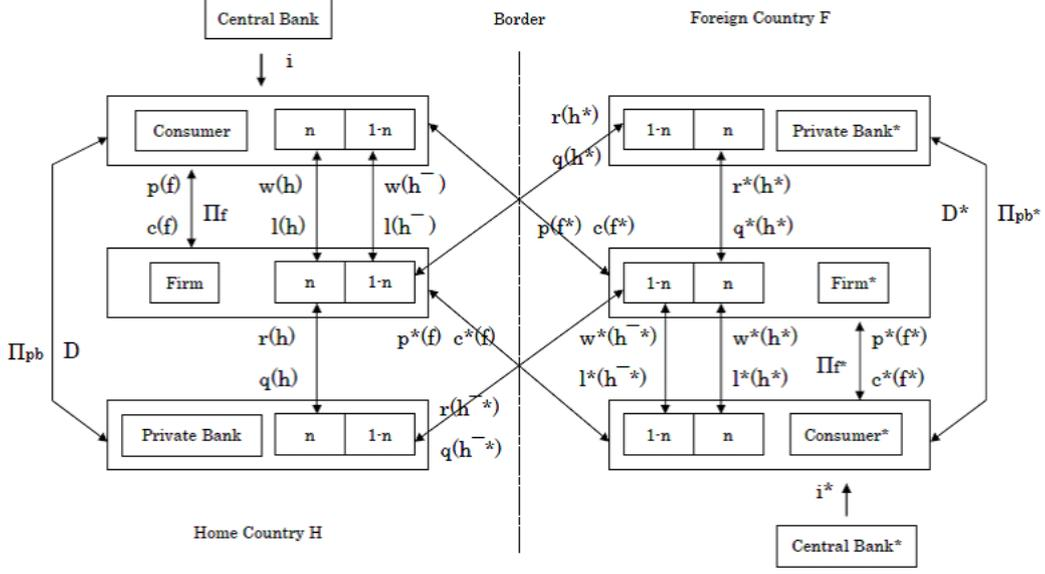 Central Bank
Border
Foreign Country F
i
Consumer
n
1-n
r(h*)
q(h*)
1-n
n
Private Bank*
p(f)
c(f)
Πf
w(h)
l(h)
w(h¯)
l(h¯)
p(f*) c(f*)
r*(h*)
q*(h*)
D*
Πpb*
Firm
n
1-n
1-n
n
Firm*
Πpb
D
r(h)
q(h)
p*(f) c*(f)
w*(h¯*)
l*(h¯*)
w*(h*)
l*(h*)
Πf*
p*(f*)
c*(f*)
Private Bank
n
1-n
r(h¯*)
q(h¯*)
1-n
n
Consumer*
i*
Home Country H
Central Bank*